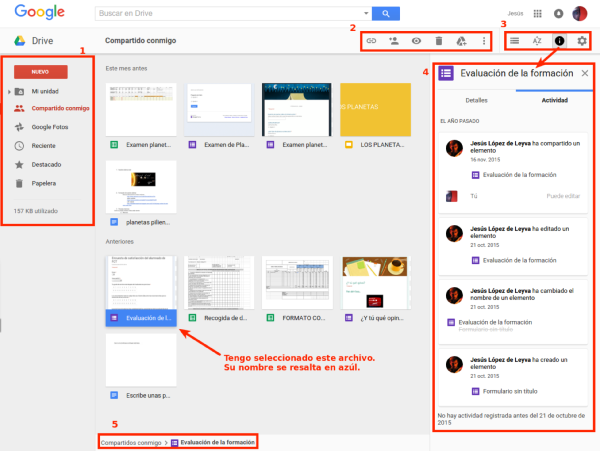 Google
Buscar en Drive
Jesús
Drive
Compartido conmigo
2
3
1
NUEVO
Mi unidad
Compartido conmigo
Google Fotos
Reciente
Destacado
Papelera
157 KB utilizado
Este mes antes
LOS PLANETAS
Examen planet...
Examen de Pla...
Examen planet...
LOS PLANETA...
planetas pilien...
Anteriores
Evaluación de l...
Recogida de d...
FORMATO CO...
¿Y tú qué opin...
Tengo seleccionado este archivo.
Su nombre se resalta en azúl.
Escribe unas p...
5
Compartidos conmigo > Evaluación de la formación
4
Evaluación de la formación
Detalles
Actividad
EL AÑO PASADO
Jesús López de Leyva ha compartido un
elemento
16 nov. 2015
Evaluación de la formación
Tú
Puede editar
Jesús López de Leyva ha editado un
elemento
21 oct. 2015
Evaluación de la formación
Jesús López de Leyva ha cambiado el
nombre de un elemento
21 oct. 2015
Evaluación de la formación
Formulario sin título
Jesús López de Leyva ha creado un
elemento
21 oct. 2015
Formulario sin título
No hay actividad registrada antes del 21 de octubre de
2015